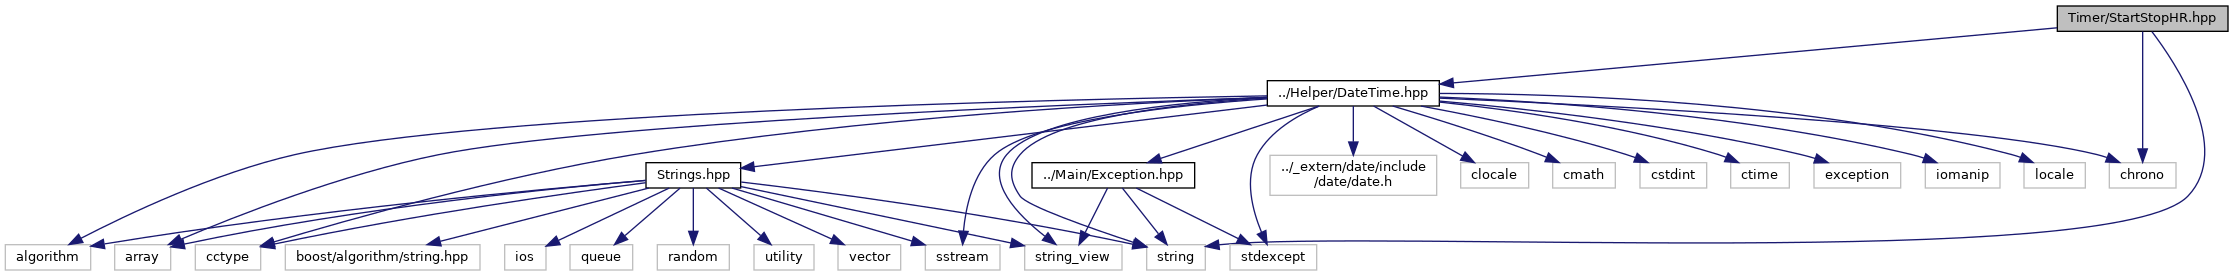 Timer/StartStopHR.hpp
../Helper/DateTime.hpp
Strings.hpp
../Main/Exception.hpp
../_extern/date/include
/date/date.h
clocale
cmath
cstdint
ctime
exception
iomanip
locale
chrono
algorithm
array
cctype
boost/algorithm/string.hpp
ios
queue
random
utility
vector
sstream
string_view
string
stdexcept